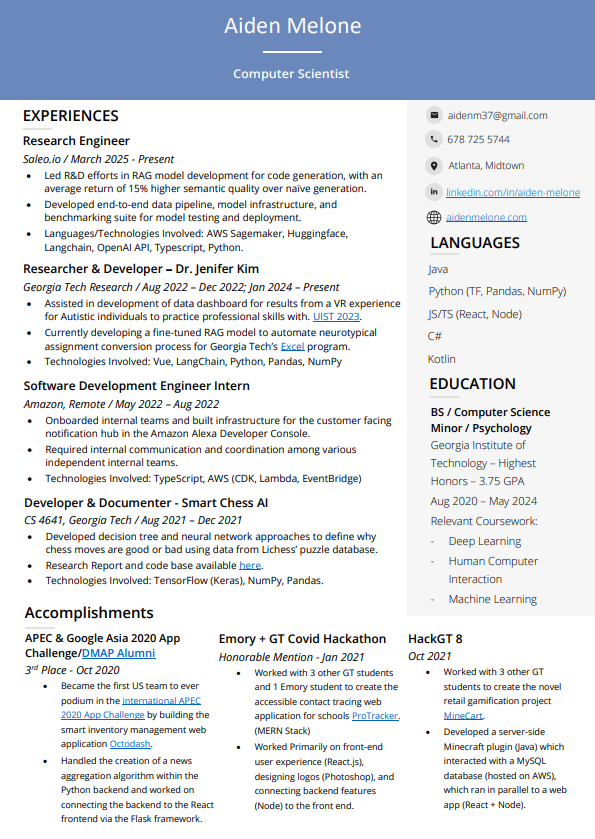 Aiden Melone
Computer Scientist
EXPERIENCES
Research Engineer
Saleo.io / March 2025 - Present
• Led R&D efforts in RAG model development for code generation, with
an average return of 15% higher semantic quality over naïve generation.
• Developed end-to-end data pipeline, model infrastructure, and
benchmarking suite for model testing and deployment.
• Languages/Technologies Involved: AWS Sagemaker, Huggingface,
Langchain, OpenAI API, Typescript, Python.
Researcher & Developer – Dr. Jenifer Kim
Georgia Tech Research / Aug 2022 – Dec 2022; Jan 2024 – Present
• Assisted in development of data dashboard for results from a VR experience
for Autistic individuals to practice professional skills with. UIST 2023.
• Currently developing a fine-tuned RAG model to automate neurotypical
assignment conversion process for Georgia Tech's Excel program.
• Technologies Involved: Vue, LangChain, Python, Pandas, NumPy
Software Development Engineer Intern
Amazon, Remote / May 2022 – Aug 2022
• Onboarded internal teams and built infrastructure for the customer facing
notification hub in the Amazon Alexa Developer Console.
• Required internal communication and coordination among various
independent internal teams.
• Technologies Involved: TypeScript, AWS (CDK, Lambda, EventBridge)
Developer & Documenter - Smart Chess AI
CS 4641, Georgia Tech / Aug 2021 – Dec 2021
• Developed decision tree and neural network approaches to define why
chess moves are good or bad using data from Lichess' puzzle database.
• Research Report and code base available here.
• Technologies Involved: TensorFlow (Keras), NumPy, Pandas.
aidenm37@gmail.com
678 725 5744
Atlanta, Midtown
in linkedin.com/in/aiden-melone
aidenmelone.com
LANGUAGES
Java
Python (TF, Pandas, NumPy)
JS/TS (React, Node)
C#
Kotlin
EDUCATION
BS / Computer Science
Minor / Psychology
Georgia Institute of
Technology – Highest
Honors – 3.75 GPA
Aug 2020 – May 2024
Relevant Coursework:
- Deep Learning
- Human Computer
Interaction
- Machine Learning
Accomplishments
APEC & Google Asia 2020 App
Challenge/DMAP Alumni
3rd Place - Oct 2020
• Became the first US team to ever
podium in the international APEC
2020 App Challenge by building the
smart inventory management web
application Octodash.
• Handled the creation of a news
aggregation algorithm within the
Python backend and worked on
connecting the backend to the React
frontend via the Flask framework.
Emory + GT Covid Hackathon
Honorable Mention - Jan 2021
• Worked with 3 other GT students
and 1 Emory student to create the
accessible contact tracing web
application for schools ProTracker.
(MERN Stack)
• Worked Primarily on front-end
user experience (React.js),
designing logos (Photoshop), and
connecting backend features
(Node) to the front end.
HackGT 8
Oct 2021
• Worked with 3 other GT
students to create the novel
retail gamification project
MineCart.
• Developed a server-side
Minecraft plugin (Java) which
interacted with a MySQL
database (hosted on AWS),
which ran in parallel to a web
app (React + Node).